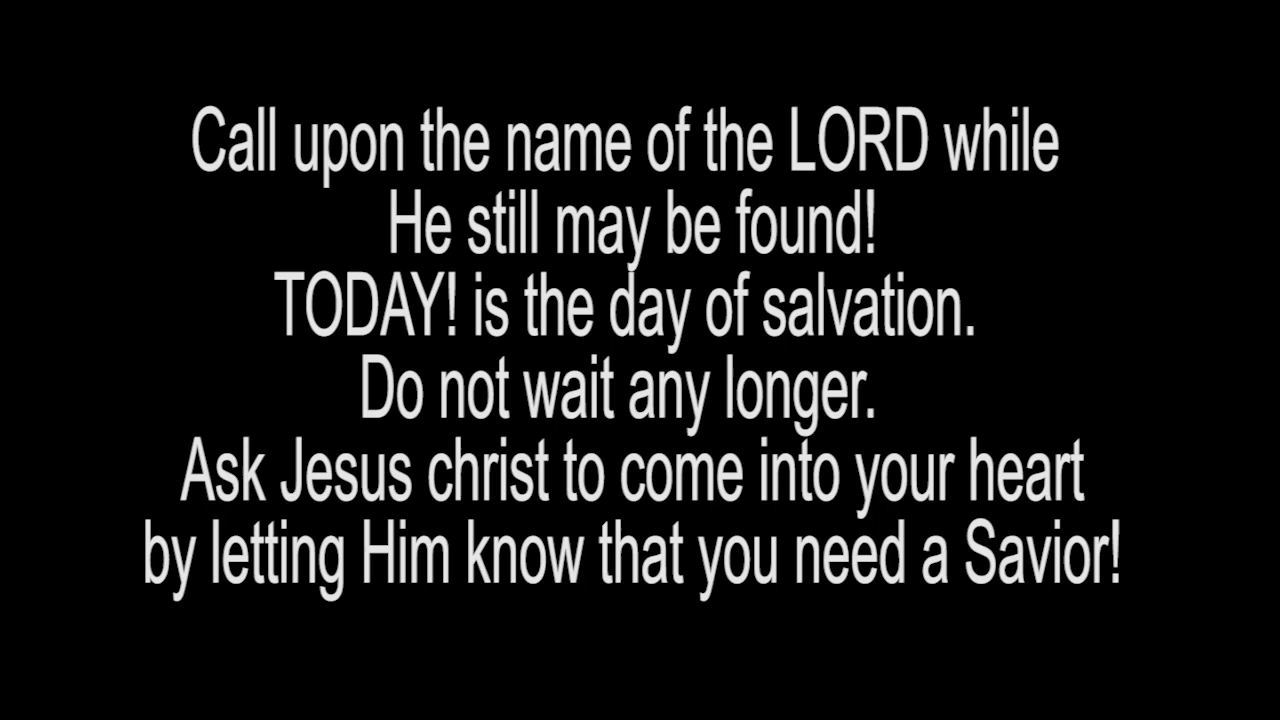 Call upon the name of the LORD while
He still may be found!
TODAY! is the day of salvation.
Do not wait any longer.
Ask Jesus christ to come into your heart
by letting Him know that you need a Savior!